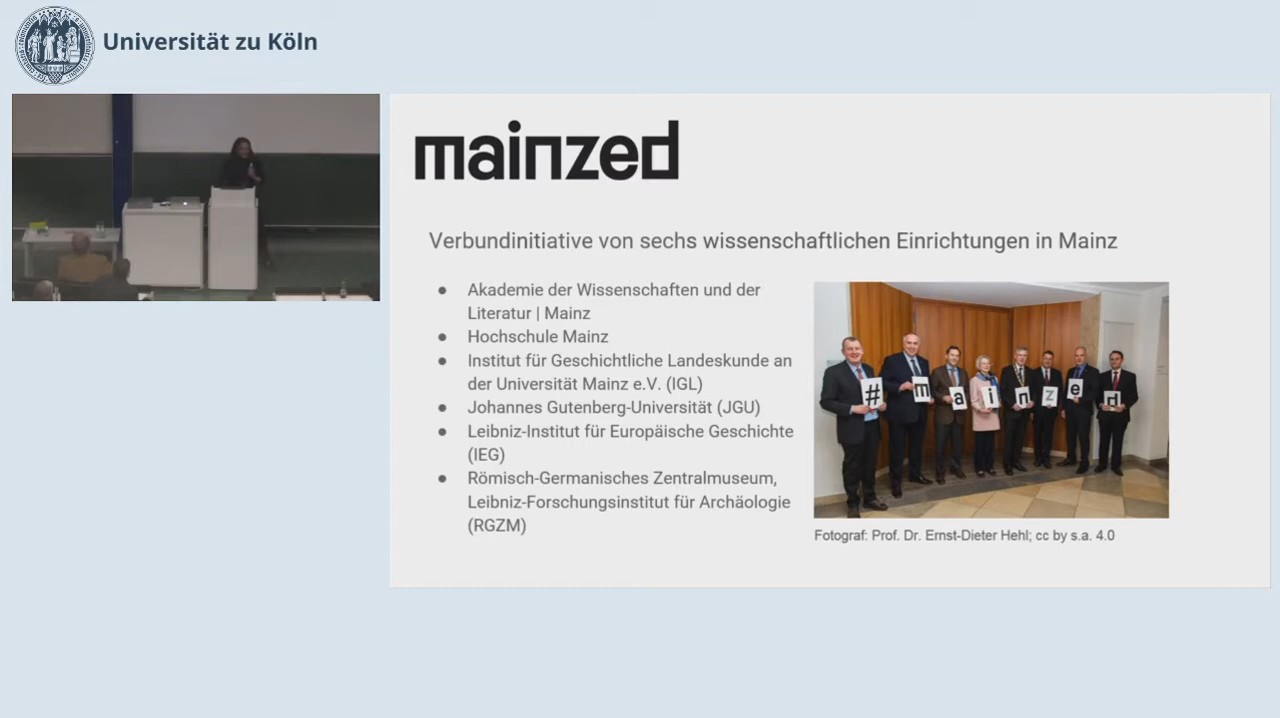 Universität zu Köln
mainzed
Verbundinitiative von sechs wissenschaftlichen Einrichtungen in Mainz
● Akademie der Wissenschaften und der
Literatur | Mainz
● Hochschule Mainz
● Institut für Geschichtliche Landeskunde an
der Universität Mainz e.V. (IGL)
● Johannes Gutenberg-Universität (JGU)
● Leibniz-Institut für Europäische Geschichte
(IEG)
● Römisch-Germanisches Zentralmuseum,
Leibniz-Forschungsinstitut für Archäologie
(RGZM)
# m a i n z e d
Fotograf: Prof. Dr. Ernst-Dieter Hehl; cc by s.a. 4.0